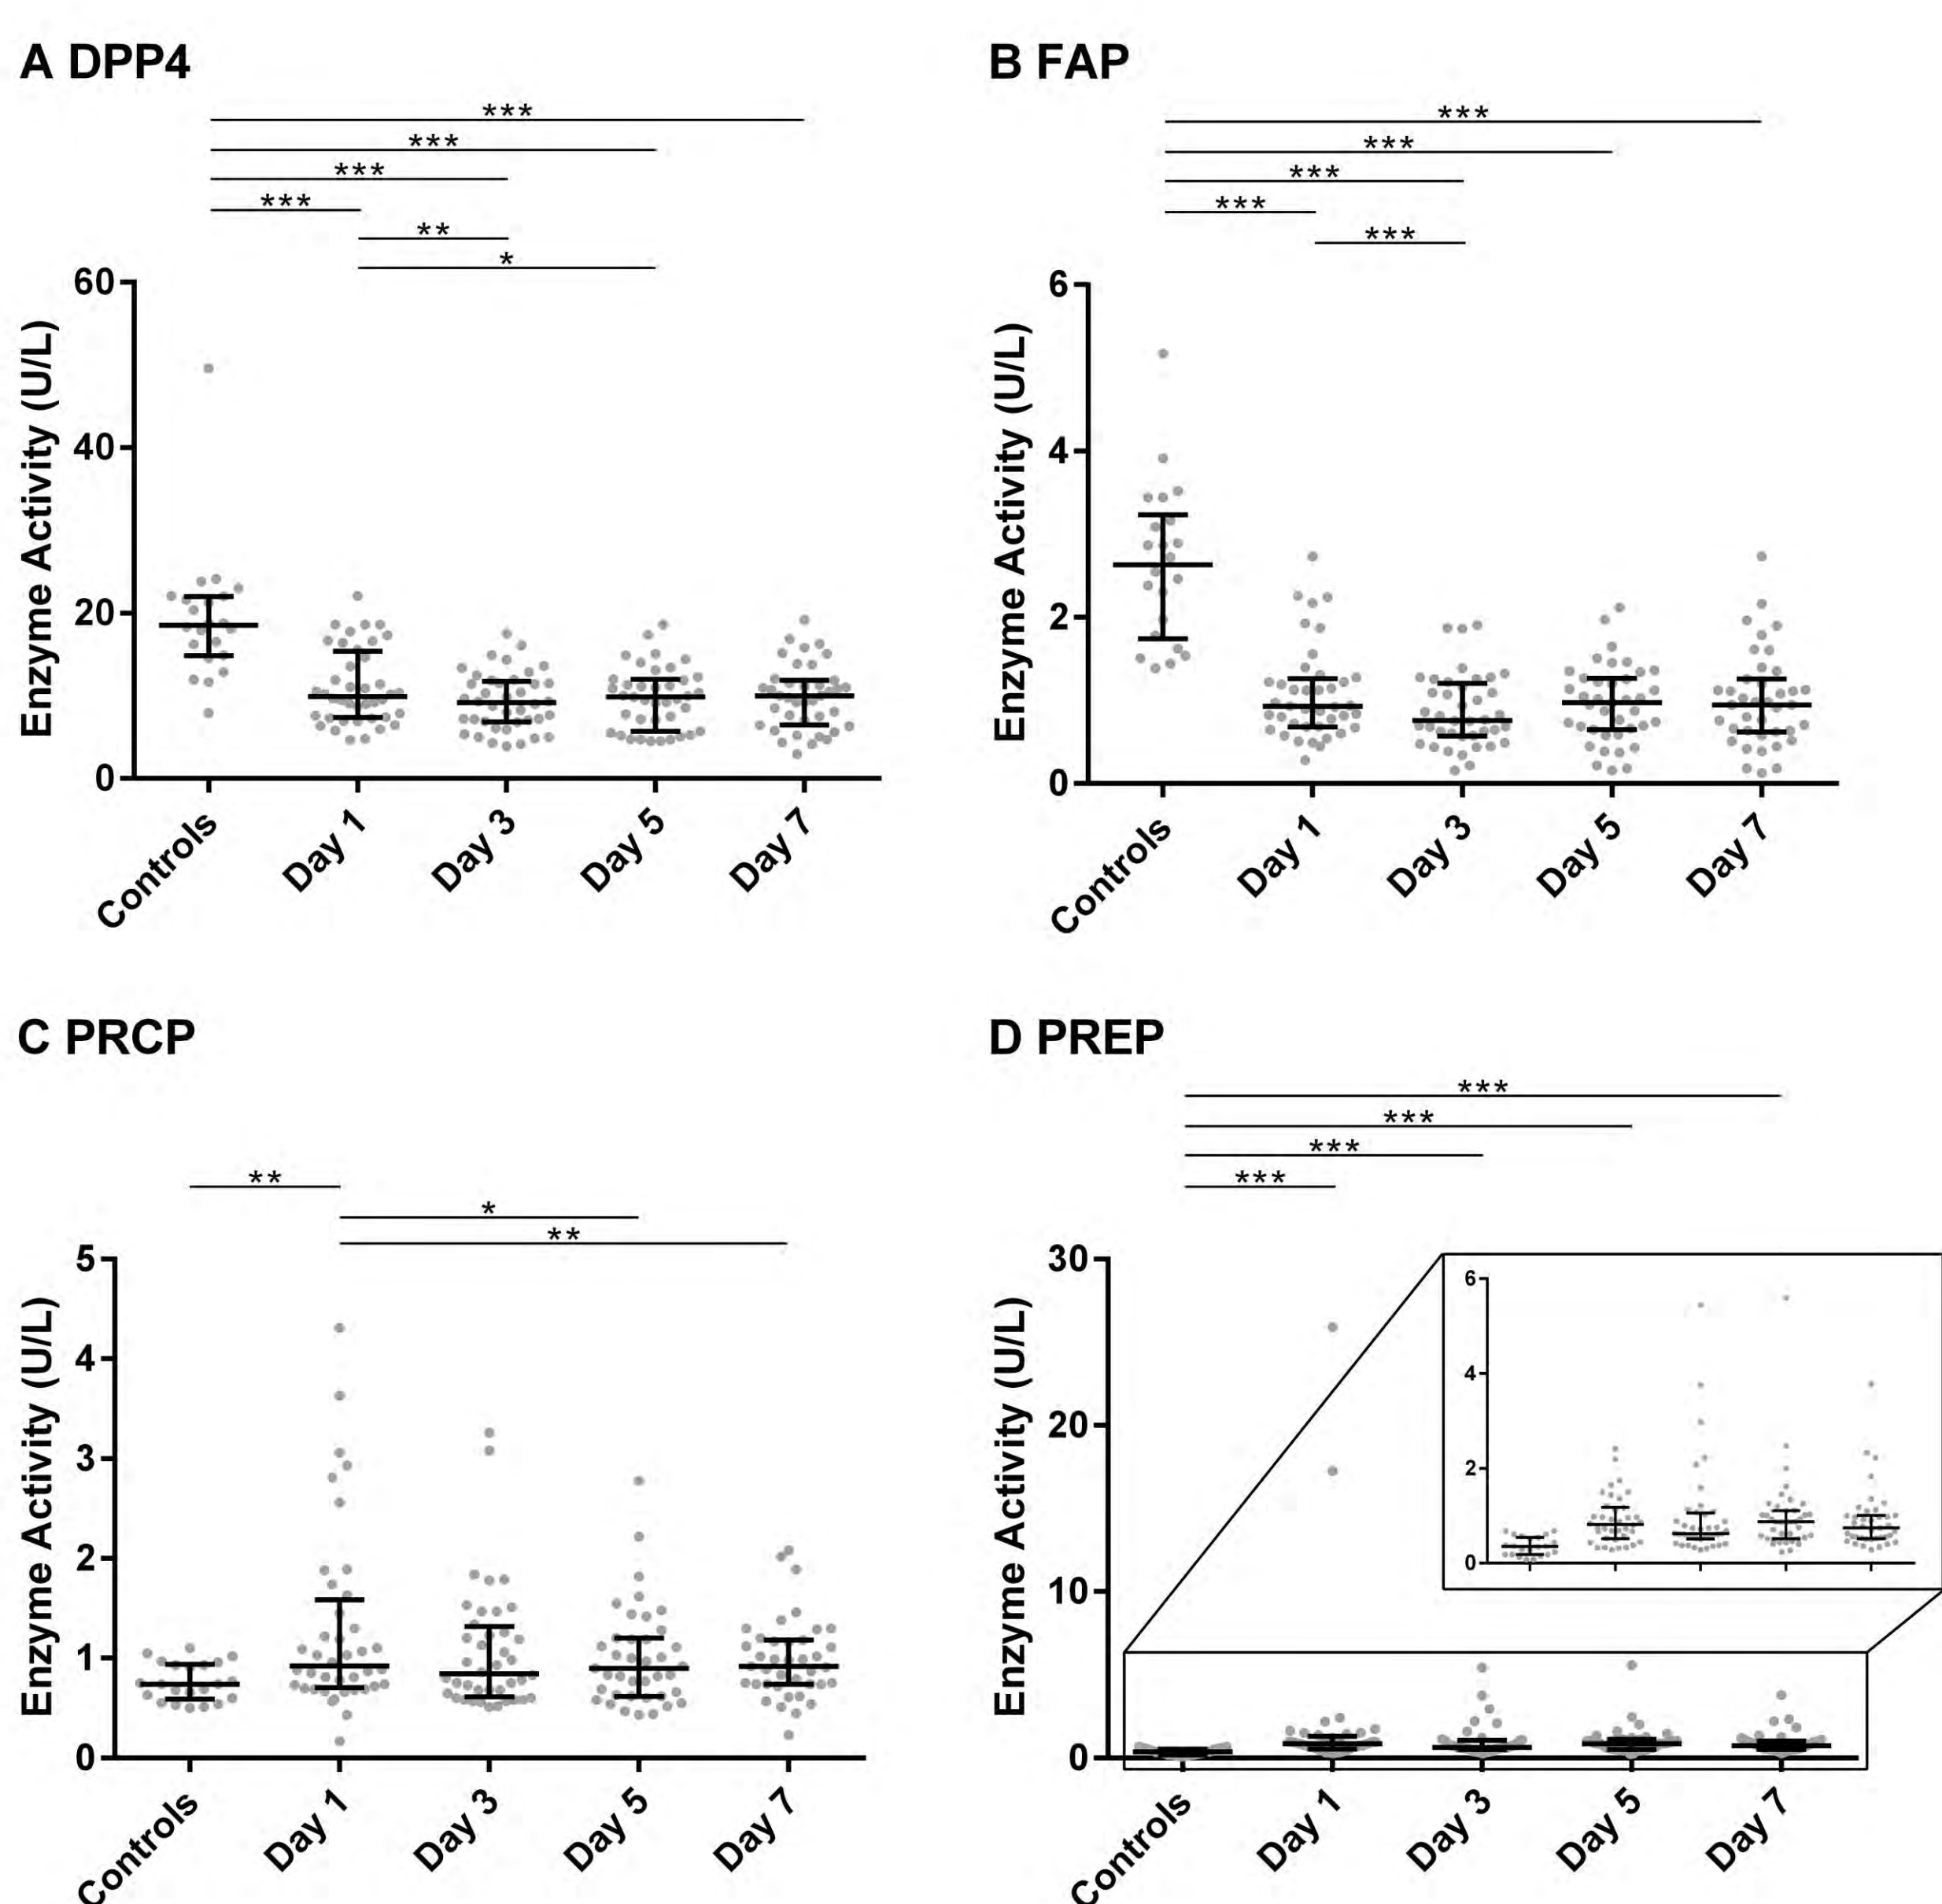 A DPP4
***
***
***
***
**
*
Enzyme Activity (U/L)
60
40
20
0
Controls
Day 1
Day 3
Day 5
Day 7
B FAP
***
***
***
***
***
Enzyme Activity (U/L)
6
4
2
0
Controls
Day 1
Day 3
Day 5
Day 7
C PRCP
**
*
**
Enzyme Activity (U/L)
5
4
3
2
1
0
Controls
Day 1
Day 3
Day 5
Day 7
D PREP
***
***
***
***
Enzyme Activity (U/L)
30
20
10
0
6
4
2
0
Controls
Day 1
Day 3
Day 5
Day 7